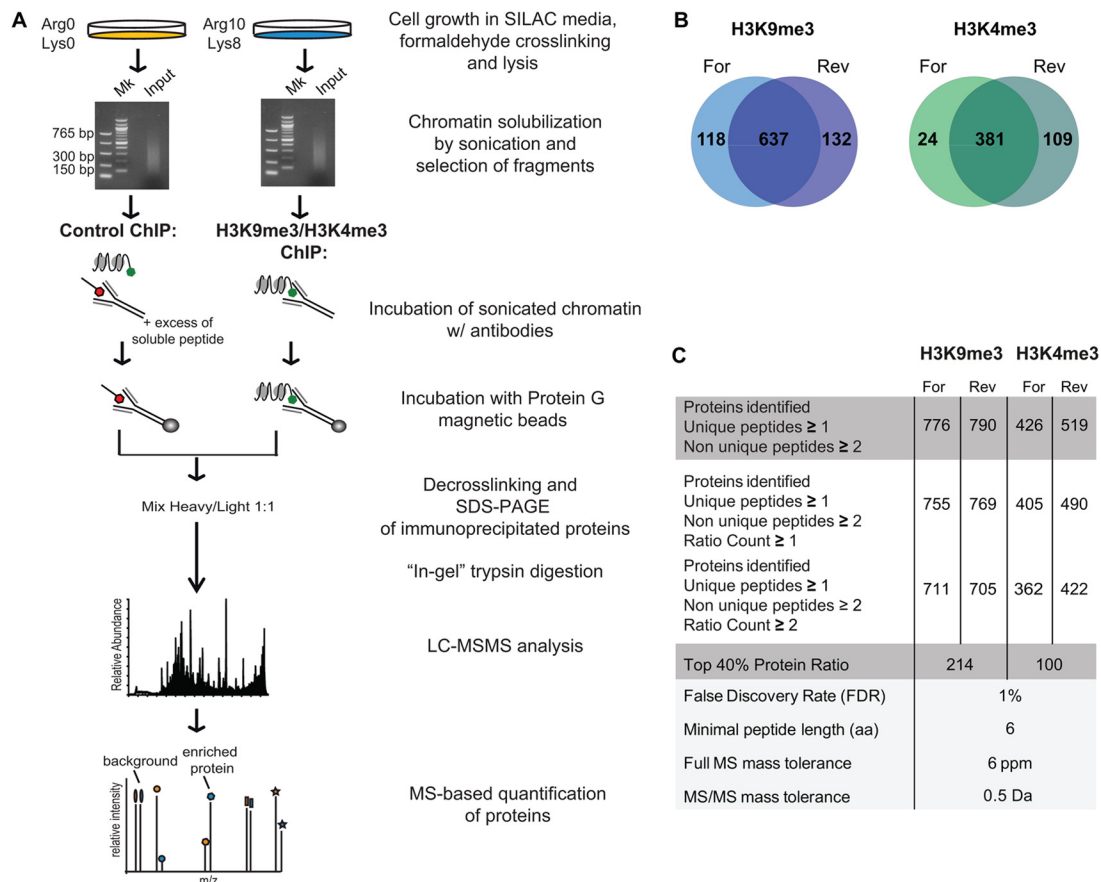 A
Arg0
Lys0
Arg10
Lys8
Cell growth in SILAC media,
formaldehyde crosslinking
and lysis
Mk
Input
Mk
Input
765 bp
300 bp
150 bp
Chromatin solubilization
by sonication and
selection of fragments
Control ChIP:
H3K9me3/H3K4me3
ChIP:
+ excess of
soluble peptide
Incubation of sonicated chromatin
w/ antibodies
Incubation with Protein G
magnetic beads
Mix Heavy/Light 1:1
Decrosslinking and
SDS-PAGE
of immunoprecipitated proteins
“In-gel” trypsin digestion
Relative Abundance
LC-MSMS analysis
background
enriched
protein
relative intensity
m/z
MS-based quantification
of proteins
B
H3K9me3
For
Rev
118
637
132
H3K4me3
For
Rev
24
381
109
C
H3K9me3 H3K4me3
For Rev For Rev
Proteins identified
Unique peptides ≥ 1
Non unique peptides ≥ 2
776 790 426 519
Proteins identified
Unique peptides ≥ 1
Non unique peptides ≥ 2
Ratio Count ≥ 1
755 769 405 490
Proteins identified
Unique peptides ≥ 1
Non unique peptides ≥ 2
Ratio Count ≥ 2
711 705 362 422
Top 40% Protein Ratio 214 100
False Discovery Rate (FDR) 1%
Minimal peptide length (aa) 6
Full MS mass tolerance 6 ppm
MS/MS mass tolerance 0.5 Da